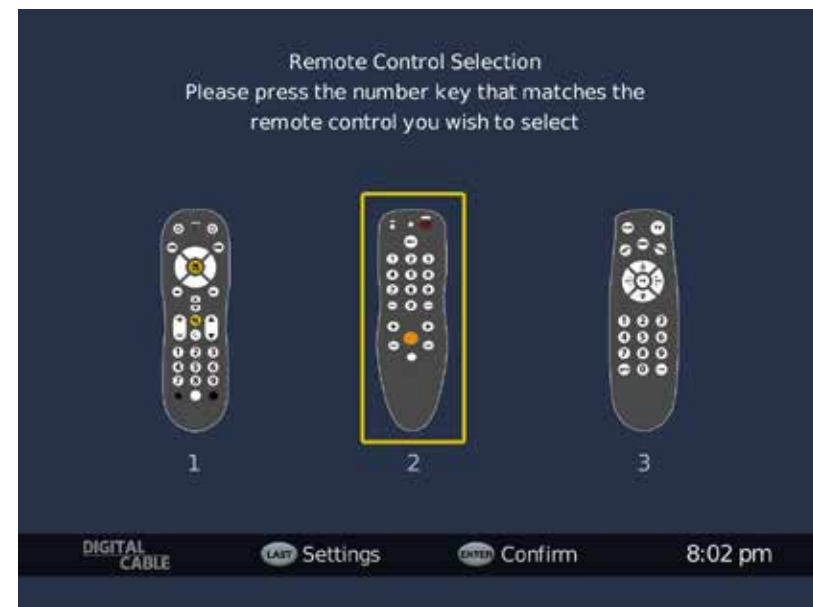 Remote Control Selection
Please press the number key that matches the
remote control you wish to select
1 2 3
DIGITAL
CABLE
LAST Settings ENTER Confirm 8:02 pm